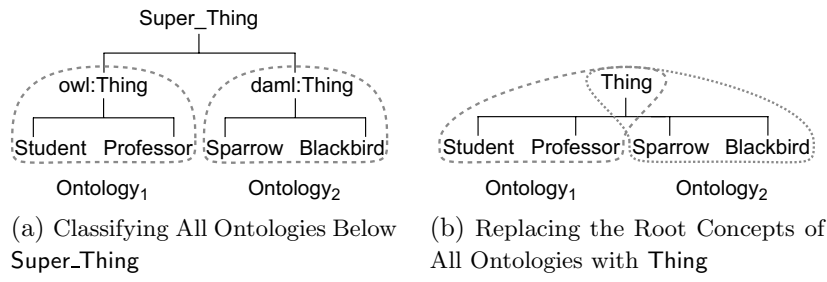 Super_Thing
owl:Thing daml:Thing
Student Professor Sparrow Blackbird
Ontology1 Ontology2
(a) Classifying All Ontologies Below
Super_Thing
Thing
Student Professor Sparrow Blackbird
Ontology1 Ontology2
(b) Replacing the Root Concepts of
All Ontologies with Thing